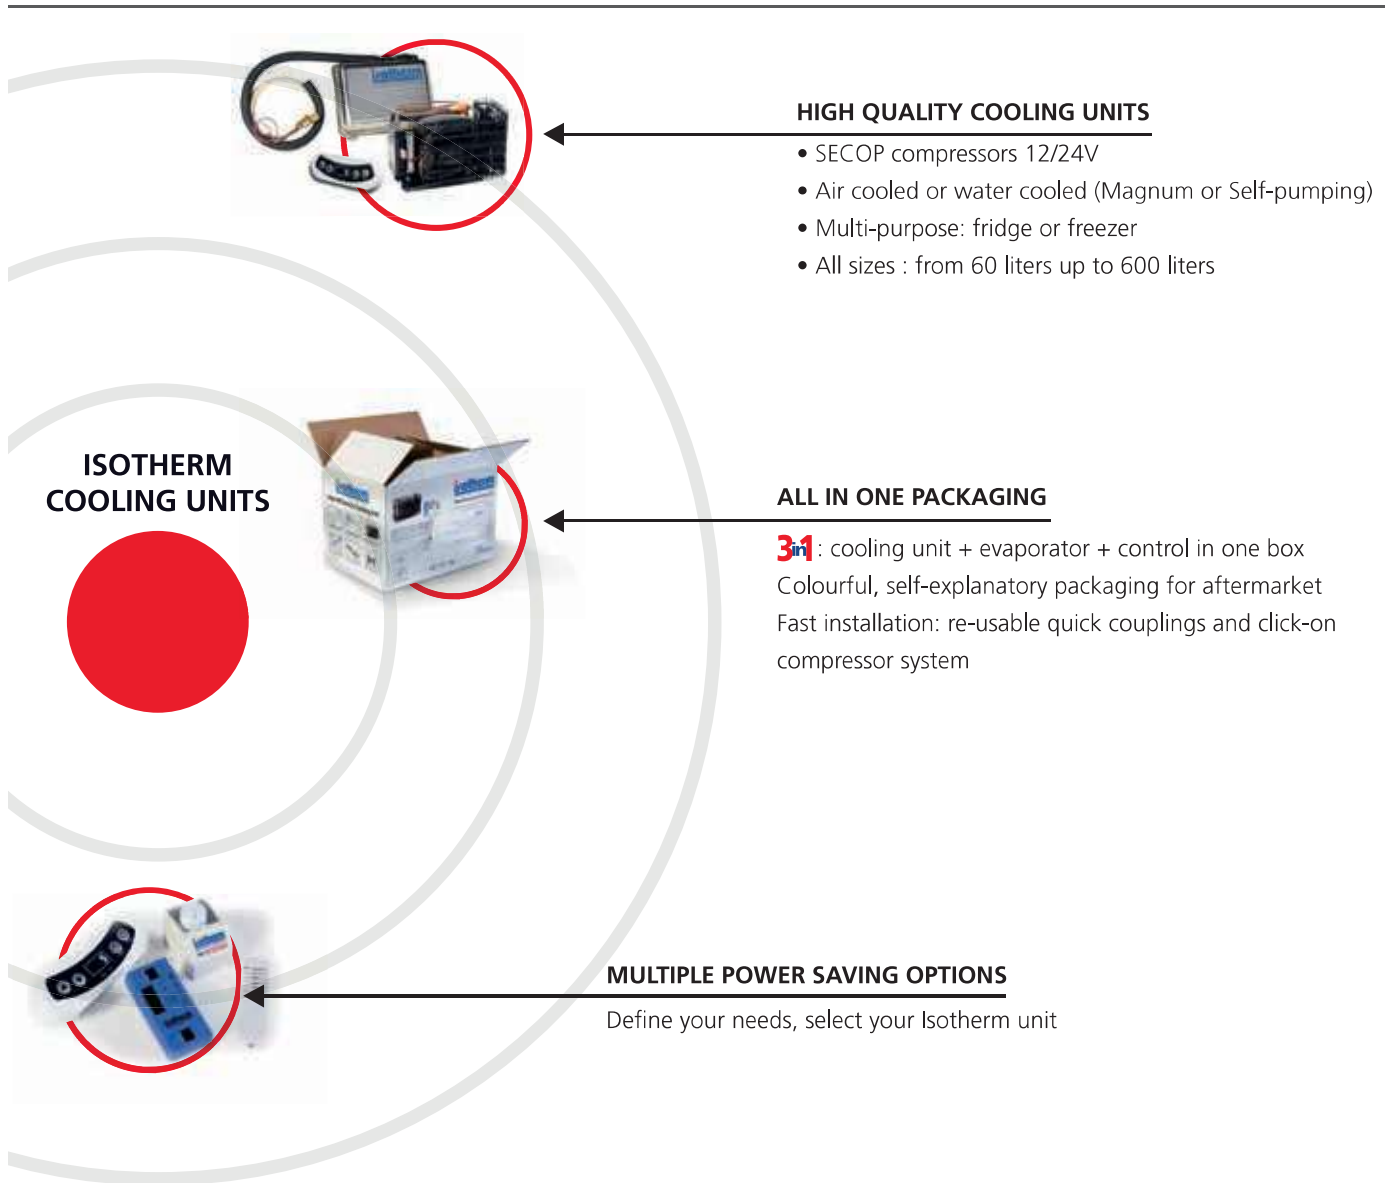 HIGH QUALITY COOLING UNITS
• SECOP compressors 12/24V
• Air cooled or water cooled (Magnum or Self-pumping)
• Multi-purpose: fridge or freezer
• All sizes : from 60 liters up to 600 liters
ISOTHERM
COOLING UNITS
ALL IN ONE PACKAGING
3in1 : cooling unit + evaporator + control in one box
Colourful, self-explanatory packaging for aftermarket
Fast installation: re-usable quick couplings and click-on
compressor system
MULTIPLE POWER SAVING OPTIONS
Define your needs, select your Isotherm unit